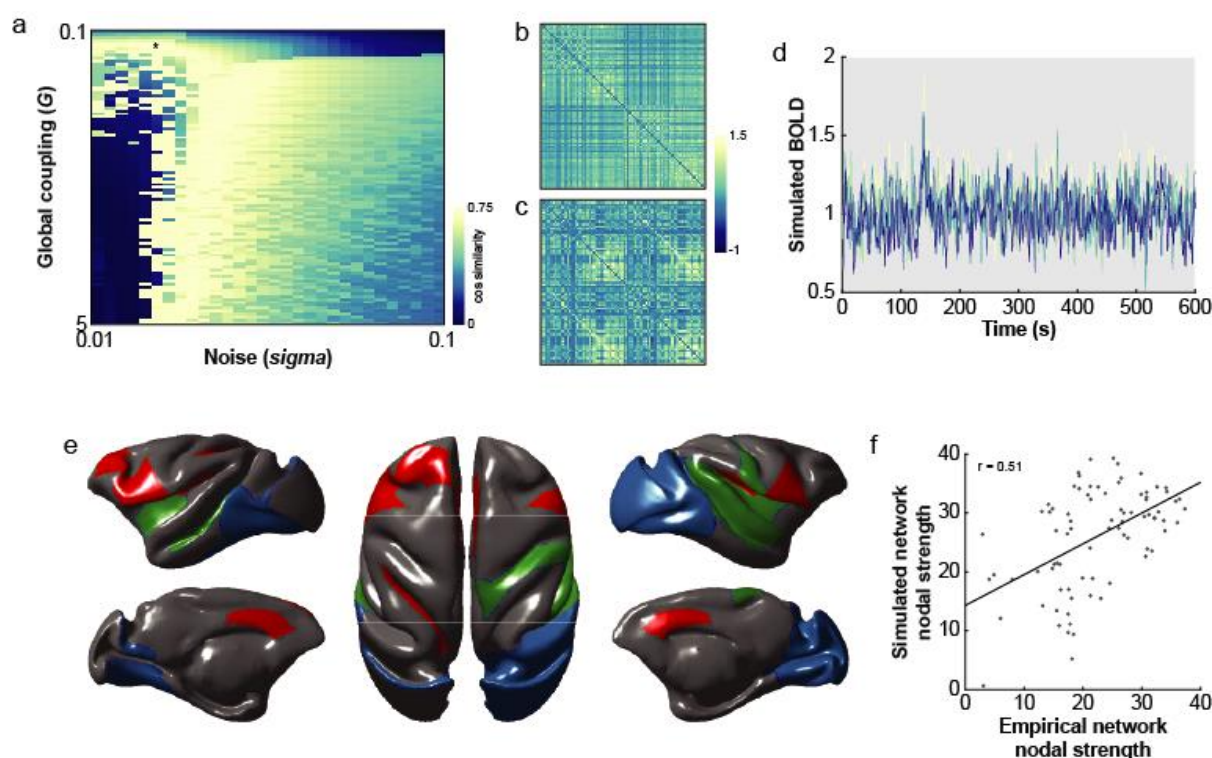 a
0.1
*
Global coupling (G)
5
0.01
0.1
Noise (sigma)
0.75
cos similarity
0
b
1.5
c
-1
d
2
1.5
1
0.5
Simulated BOLD
0 100 200 300 400 500 600
Time (s)
e
f
r = 0.51
40
30
20
10
0
Simulated network
nodal strength
0 10 20 30 40
Empirical network
nodal strength